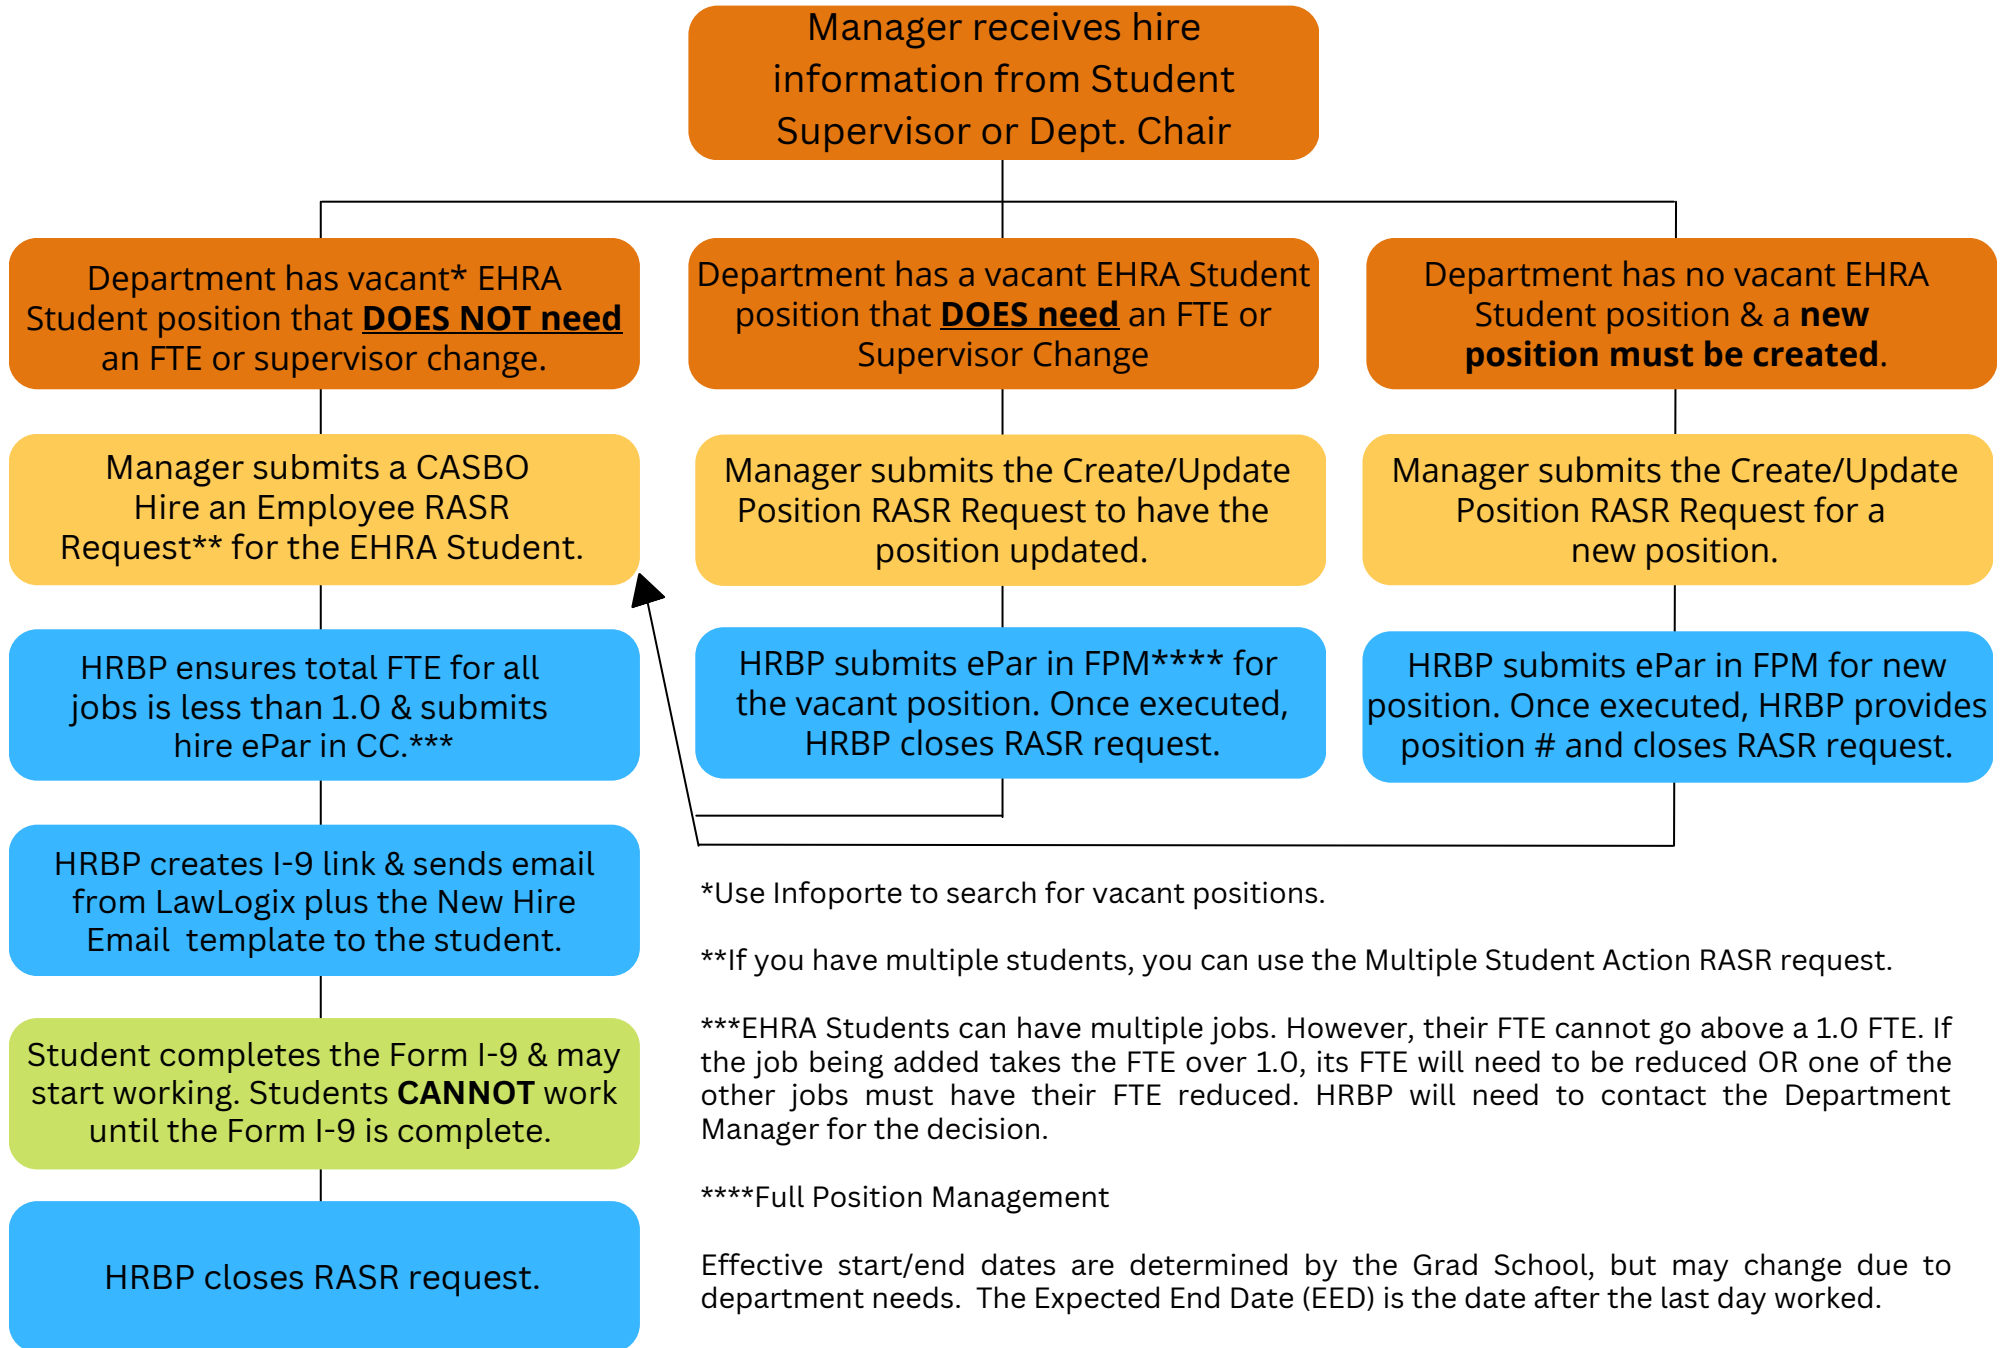 Manager receives hire
information from Student
Supervisor or Dept. Chair
Department has vacant* EHRA
Student position that DOES NOT need
an FTE or supervisor change.
Department has a vacant EHRA Student
position that DOES need an FTE or
Supervisor Change
Department has no vacant EHRA
Student position & a new
position must be created.
Manager submits a CASBO
Hire an Employee RASR
Request** for the EHRA Student.
Manager submits the Create/Update
Position RASR Request to have the
position updated.
Manager submits the Create/Update
Position RASR Request for a
new position.
HRBP ensures total FTE for all
jobs is less than 1.0 & submits
hire ePar in CC.***
HRBP submits ePar in FPM**** for
the vacant position. Once executed,
HRBP closes RASR request.
HRBP submits ePar in FPM for new
position. Once executed, HRBP provides
position # and closes RASR request.
HRBP creates I-9 link & sends email
from LawLogix plus the New Hire
Email template to the student.
Student completes the Form I-9 & may
start working. Students CANNOT work
until the Form I-9 is complete.
HRBP closes RASR request.
*Use Infoporte to search for vacant positions.
**If you have multiple students, you can use the Multiple Student Action RASR request.
***EHRA Students can have multiple jobs. However, their FTE cannot go above a 1.0 FTE. If
the job being added takes the FTE over 1.0, its FTE will need to be reduced OR one of the
other jobs must have their FTE reduced. HRBP will need to contact the Department
Manager for the decision.
****Full Position Management
Effective start/end dates are determined by the Grad School, but may change due to
department needs. The Expected End Date (EED) is the date after the last day worked.